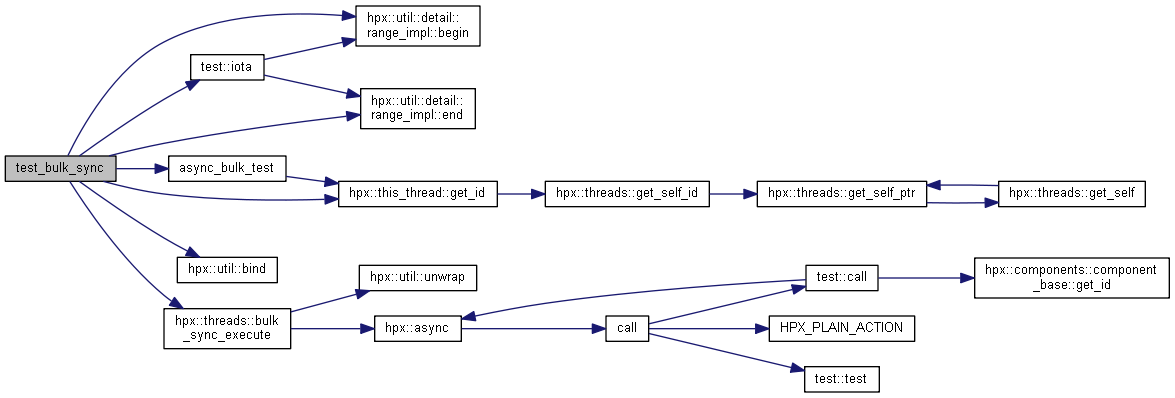 hpx::util::detail::
range_impl::begin
test::iota
hpx::util::detail::
range_impl::end
test_bulk_sync
async_bulk_test
hpx::this_thread::get_id
hpx::threads::get_self_id
hpx::threads::get_self_ptr
hpx::threads::get_self
hpx::util::bind
hpx::util::unwrap
test::call
hpx::components::component
_base::get_id
hpx::threads::bulk
_sync_execute
hpx::async
call
HPX_PLAIN_ACTION
test::test